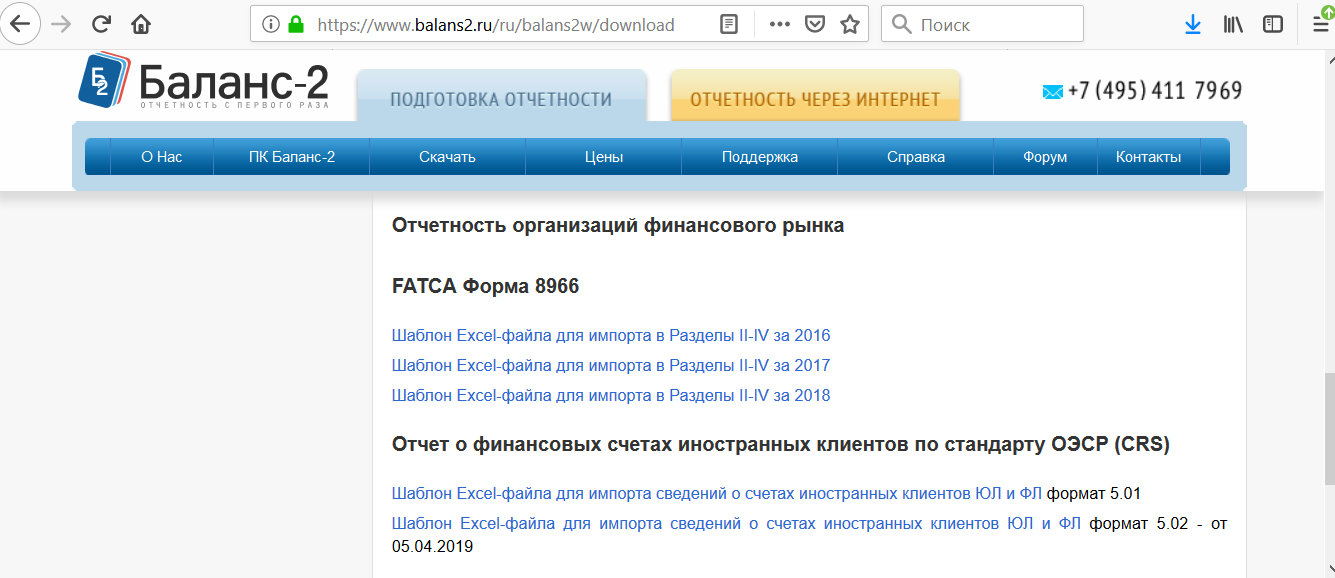 https://www.balans2.ru/ru/balans2w/download
Поиск
Б2
Баланс-2
ОТЧЕТНОСТЬ С ПЕРВОГО РАЗА
ПОДГОТОВКА ОТЧЕТНОСТИ
ОТЧЕТНОСТЬ ЧЕРЕЗ ИНТЕРНЕТ
+7 (495) 411 7969
О Нас ПК Баланс-2 Скачать Цены Поддержка Справка Форум Контакты
Отчетность организаций финансового рынка
FATCA Форма 8966
Шаблон Excel-файла для импорта в Разделы II-IV за 2016
Шаблон Excel-файла для импорта в Разделы II-IV за 2017
Шаблон Excel-файла для импорта в Разделы II-IV за 2018
Отчет о финансовых счетах иностранных клиентов по стандарту ОЭСР (CRS)
Шаблон Excel-файла для импорта сведений о счетах иностранных клиентов ЮЛ и ФЛ формат 5.01
Шаблон Excel-файла для импорта сведений о счетах иностранных клиентов ЮЛ и ФЛ формат 5.02 - от
05.04.2019